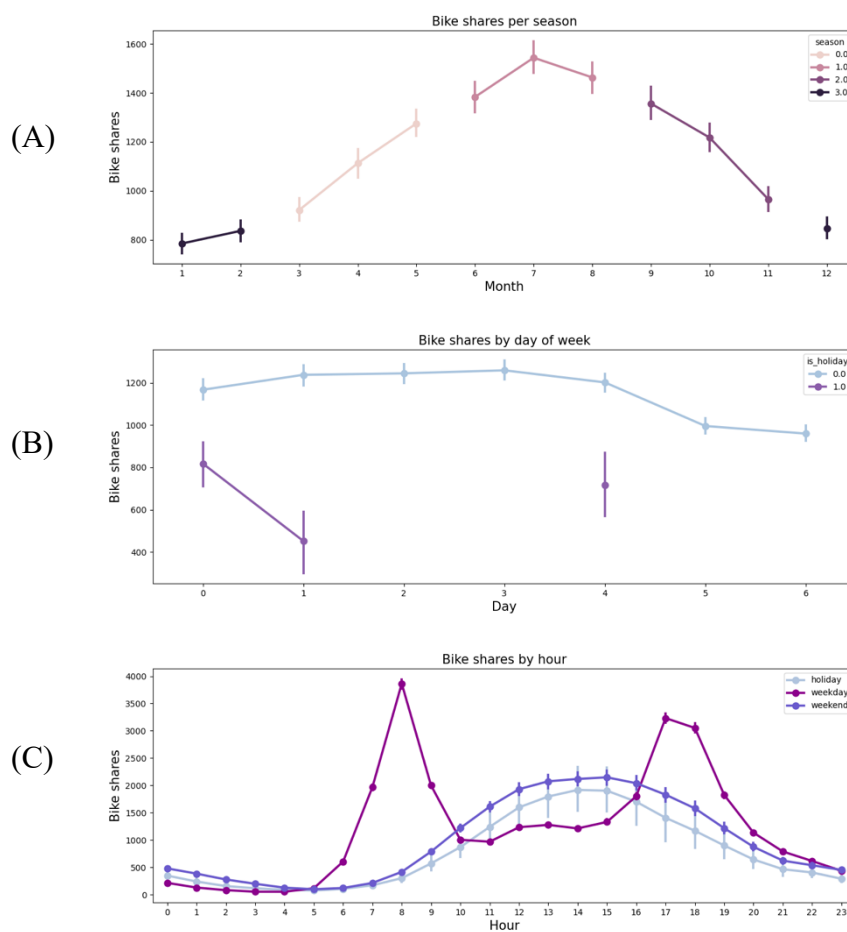 (A)
Bike shares per season
Bike shares
1600
1400
1200
1000
800
season
0.0
1.0
2.0
3.0
1 2 3 4 5 6 7 8 9 10 11 12
Month
(B)
Bike shares by day of week
Bike shares
1200
1000
800
600
400
is_holiday
0.0
1.0
0 1 2 3 4 5 6
Day
(C)
Bike shares by hour
Bike shares
4000
3500
3000
2500
2000
1500
1000
500
0
holiday
weekday
weekend
0 1 2 3 4 5 6 7 8 9 10 11 12 13 14 15 16 17 18 19 20 21 22 23
Hour